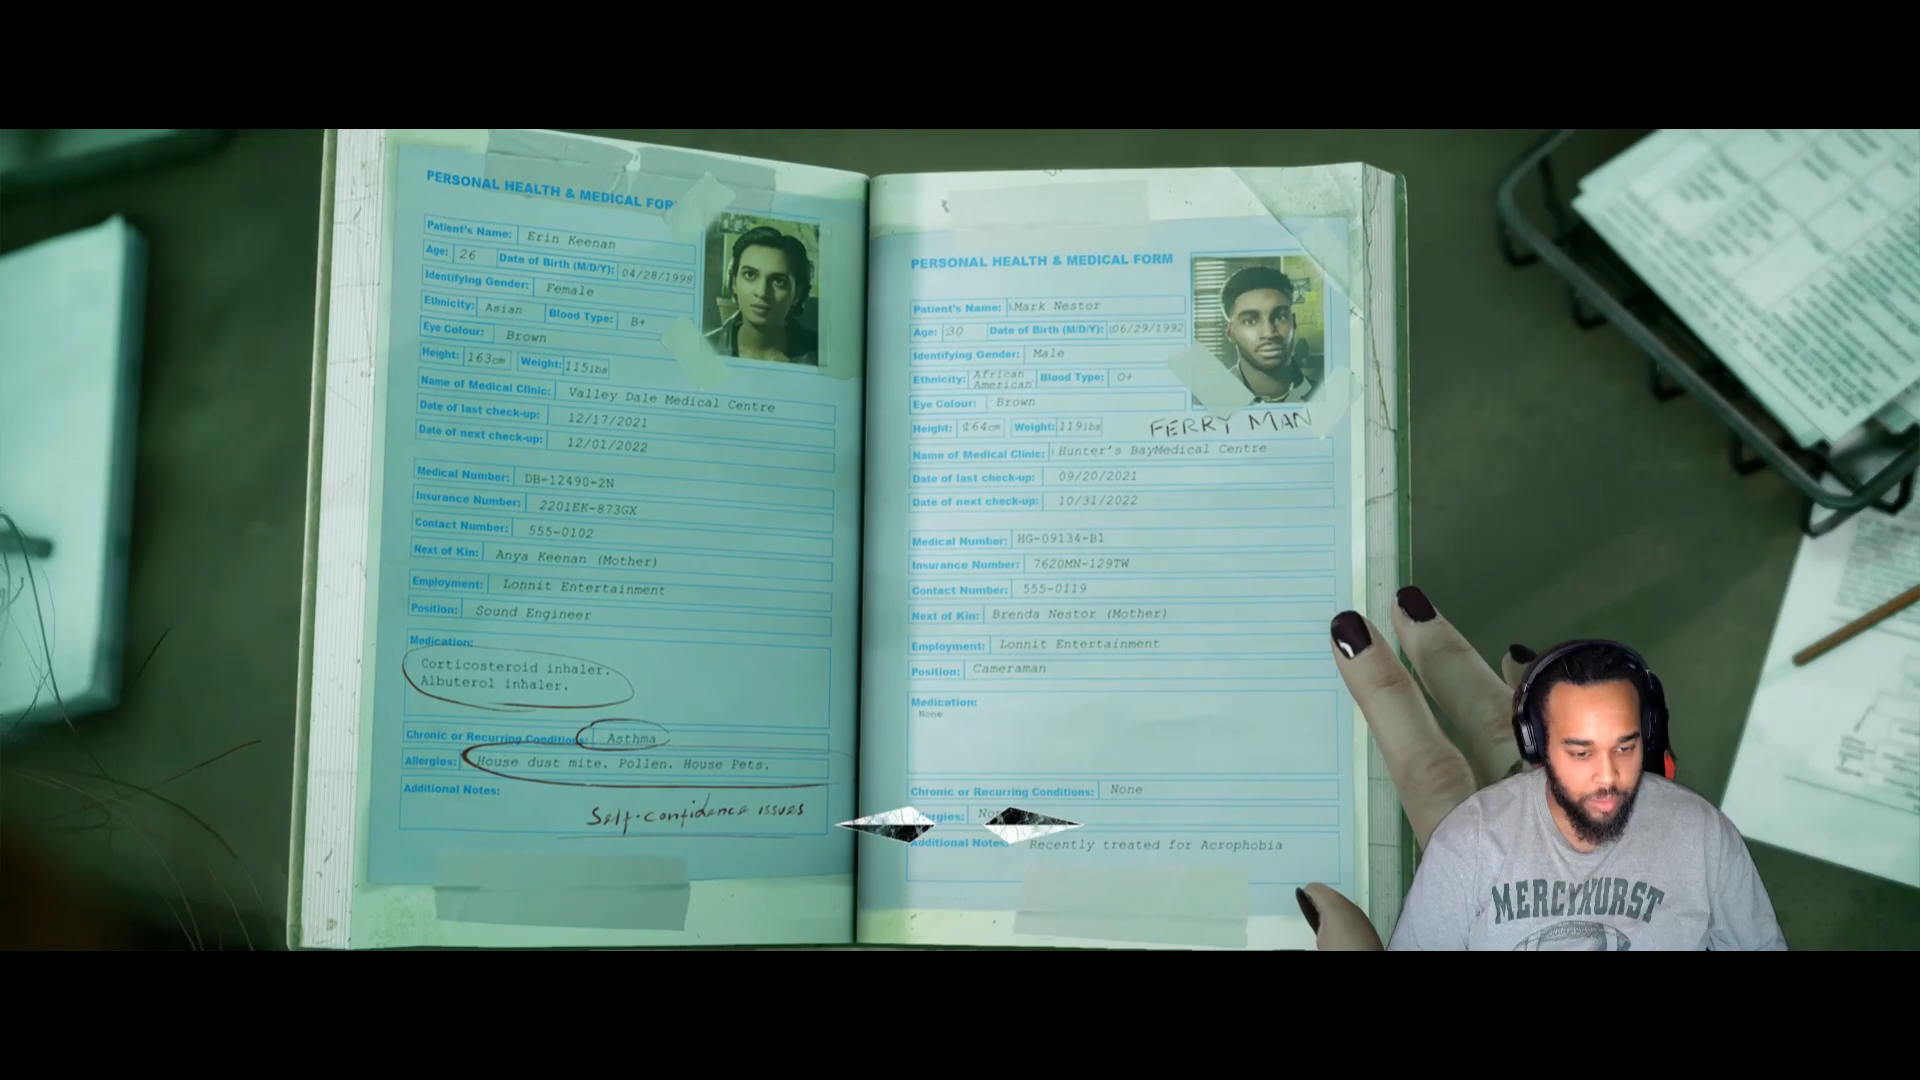 PERSONAL HEALTH & MEDICAL FOR
Patient's Name: Erin Keenan
Age: 26 Date of Birth (M/D/Y): 04/28/1998
Identifying Gender: Female
Ethnicity: Asian Blood Type: B+
Eye Colour: Brown
Height: 163cm Weight: 115lbs
Name of Medical Clinic: Valley Dale Medical Centre
Date of last check-up: 12/17/2021
Date of next check-up: 12/01/2022
Medical Number: DB-12490-2N
Insurance Number: 2201EK-873GX
Contact Number: 555-0102
Next of Kin: Anya Keenan (Mother)
Employment: Lonnit Entertainment
Position: Sound Engineer
Medication:
Corticosteroid inhaler.
Albuterol inhaler.
Chronic or Recurring Conditions: Asthma
Allergies: House dust mite. Pollen. House Pets.
Additional Notes:
Self-confidence issues
PERSONAL HEALTH & MEDICAL FORM
Patient's Name: Mark Nestor
Age: 30 Date of Birth (M/D/Y): 06/29/1992
Identifying Gender: Male
Ethnicity: African American Blood Type: O+
Eye Colour: Brown
Height: 164cm Weight: 119lbs
FERRY MAN
Name of Medical Clinic: Hunter's BayMedical Centre
Date of last check-up: 09/20/2021
Date of next check-up: 10/31/2022
Medical Number: HG-09134-B1
Insurance Number: 7620MN-129TW
Contact Number: 555-0119
Next of Kin: Brenda Nestor (Mother)
Employment: Lonnit Entertainment
Position: Cameraman
Medication:
None
Chronic or Recurring Conditions: None
Additional Notes: Recently treated for Acrophobia
MERCYHURST